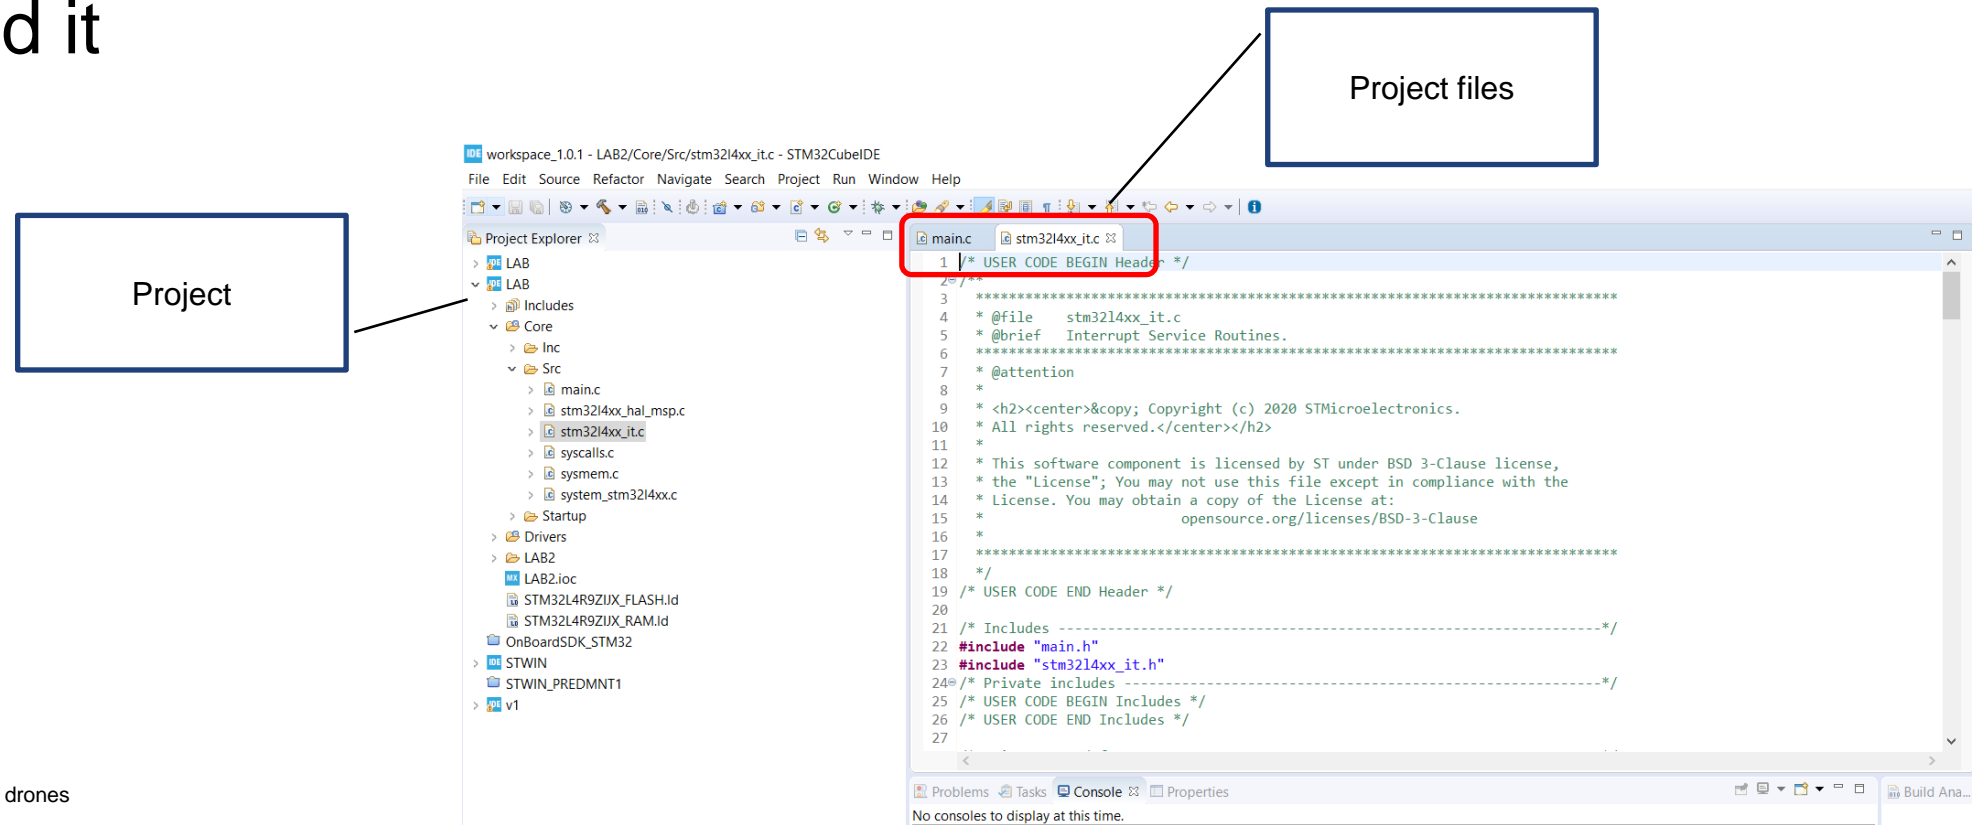 d it
Project files
Project
IDE workspace_1.0.1 - LAB2/Core/Src/stm32l4xx_it.c - STM32CubeIDE
File Edit Source Refactor Navigate Search Project Run Window Help
Project Explorer
LAB
LAB
Includes
Core
Inc
Src
main.c
stm32l4xx_hal_msp.c
stm32l4xx_it.c
syscalls.c
sysmem.c
system_stm32l4xx.c
Startup
Drivers
LAB2
MX LAB2.ioc
STM32L4R9ZIJX_FLASH.ld
STM32L4R9ZIJX_RAM.ld
OnBoardSDK_STM32
IDE STWIN
STWIN_PREDMNT1
v1
main.c stm32l4xx_it.c
1 /* USER CODE BEGIN Header */
2 /**
3 ******************************************************************************
4 * @file    stm32l4xx_it.c
5 * @brief   Interrupt Service Routines.
6 ******************************************************************************
7 * @attention
8 *
9 * <h2><center>&copy; Copyright (c) 2020 STMicroelectronics.
10 * All rights reserved.</center></h2>
11 *
12 * This software component is licensed by ST under BSD 3-Clause license,
13 * the "License"; You may not use this file except in compliance with the
14 * License. You may obtain a copy of the License at:
15 *                        opensource.org/licenses/BSD-3-Clause
16 *
17 ******************************************************************************
18 */
19 /* USER CODE END Header */
20
21 /* Includes ------------------------------------------------------------------*/
22 #include "main.h"
23 #include "stm32l4xx_it.h"
24 /* Private includes ----------------------------------------------------------*/
25 /* USER CODE BEGIN Includes */
26 /* USER CODE END Includes */
27
Problems Tasks Console Properties
Build Ana...
No consoles to display at this time.
drones